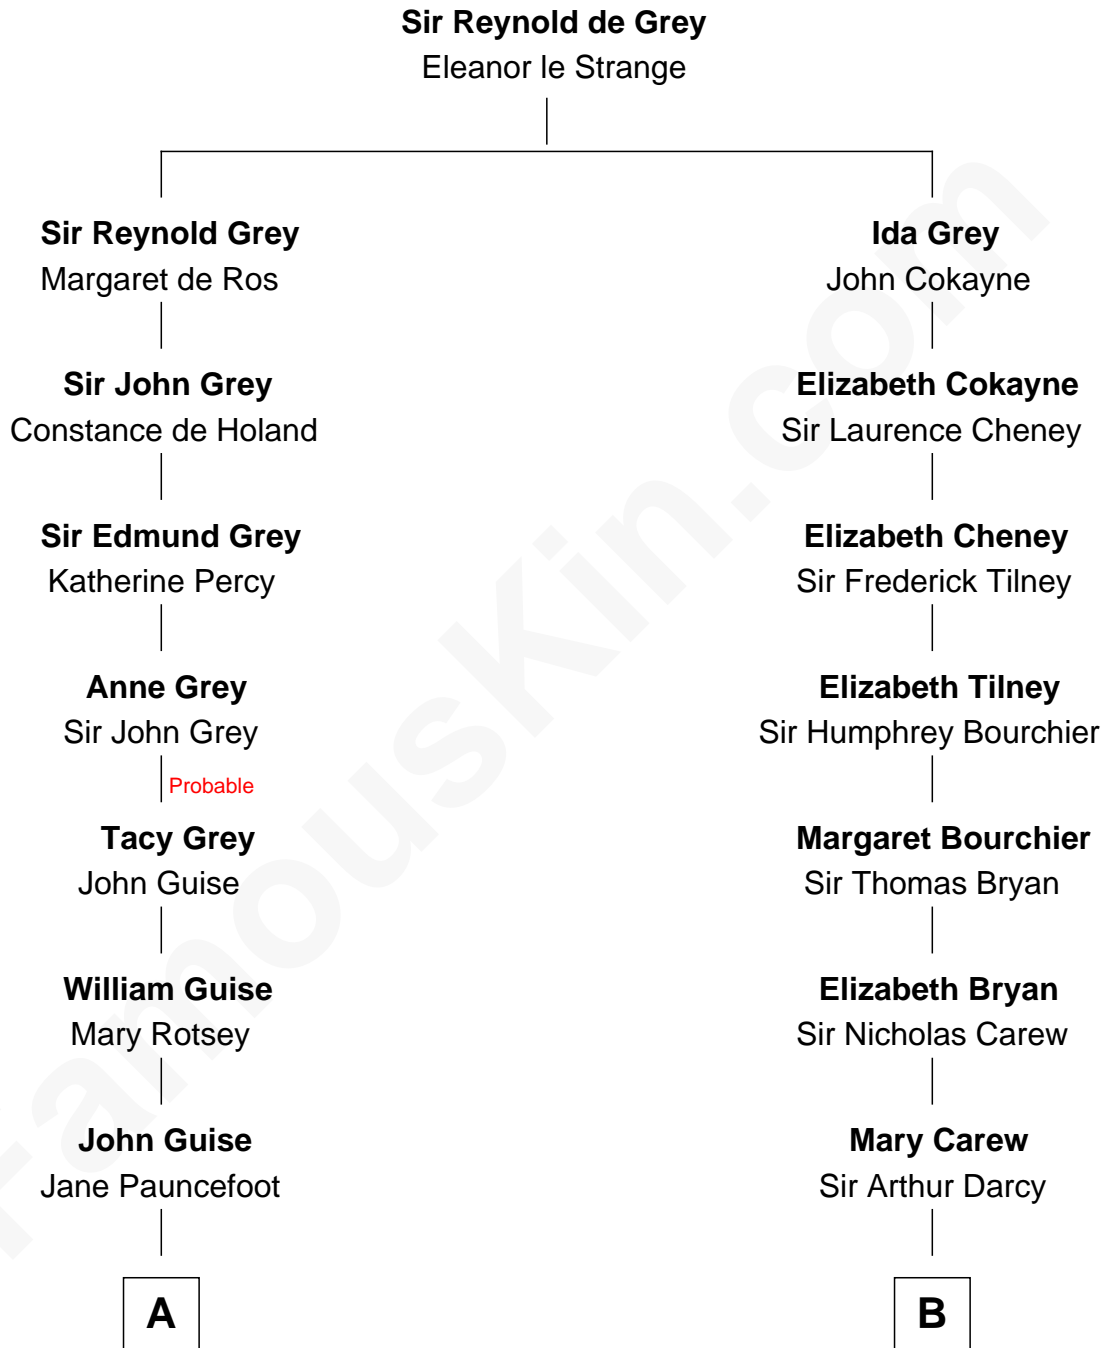 Sir Reynold de Grey
Eleanor le Strange
Sir Reynold Grey
Margaret de Ros
Ida Grey
John Cokayne
Sir John Grey
Constance de Holand
Elizabeth Cokayne
Sir Laurence Cheney
Sir Edmund Grey
Katherine Percy
Elizabeth Cheney
Sir Frederick Tilney
Anne Grey
Sir John Grey
Elizabeth Tilney
Sir Humphrey Bourchier
Probable
Tacy Grey
John Guise
Margaret Bourchier
Sir Thomas Bryan
William Guise
Mary Rotsey
Elizabeth Bryan
Sir Nicholas Carew
John Guise
Jane Pauncefoot
Mary Carew
Sir Arthur Darcy
A
B
FamousKin.com